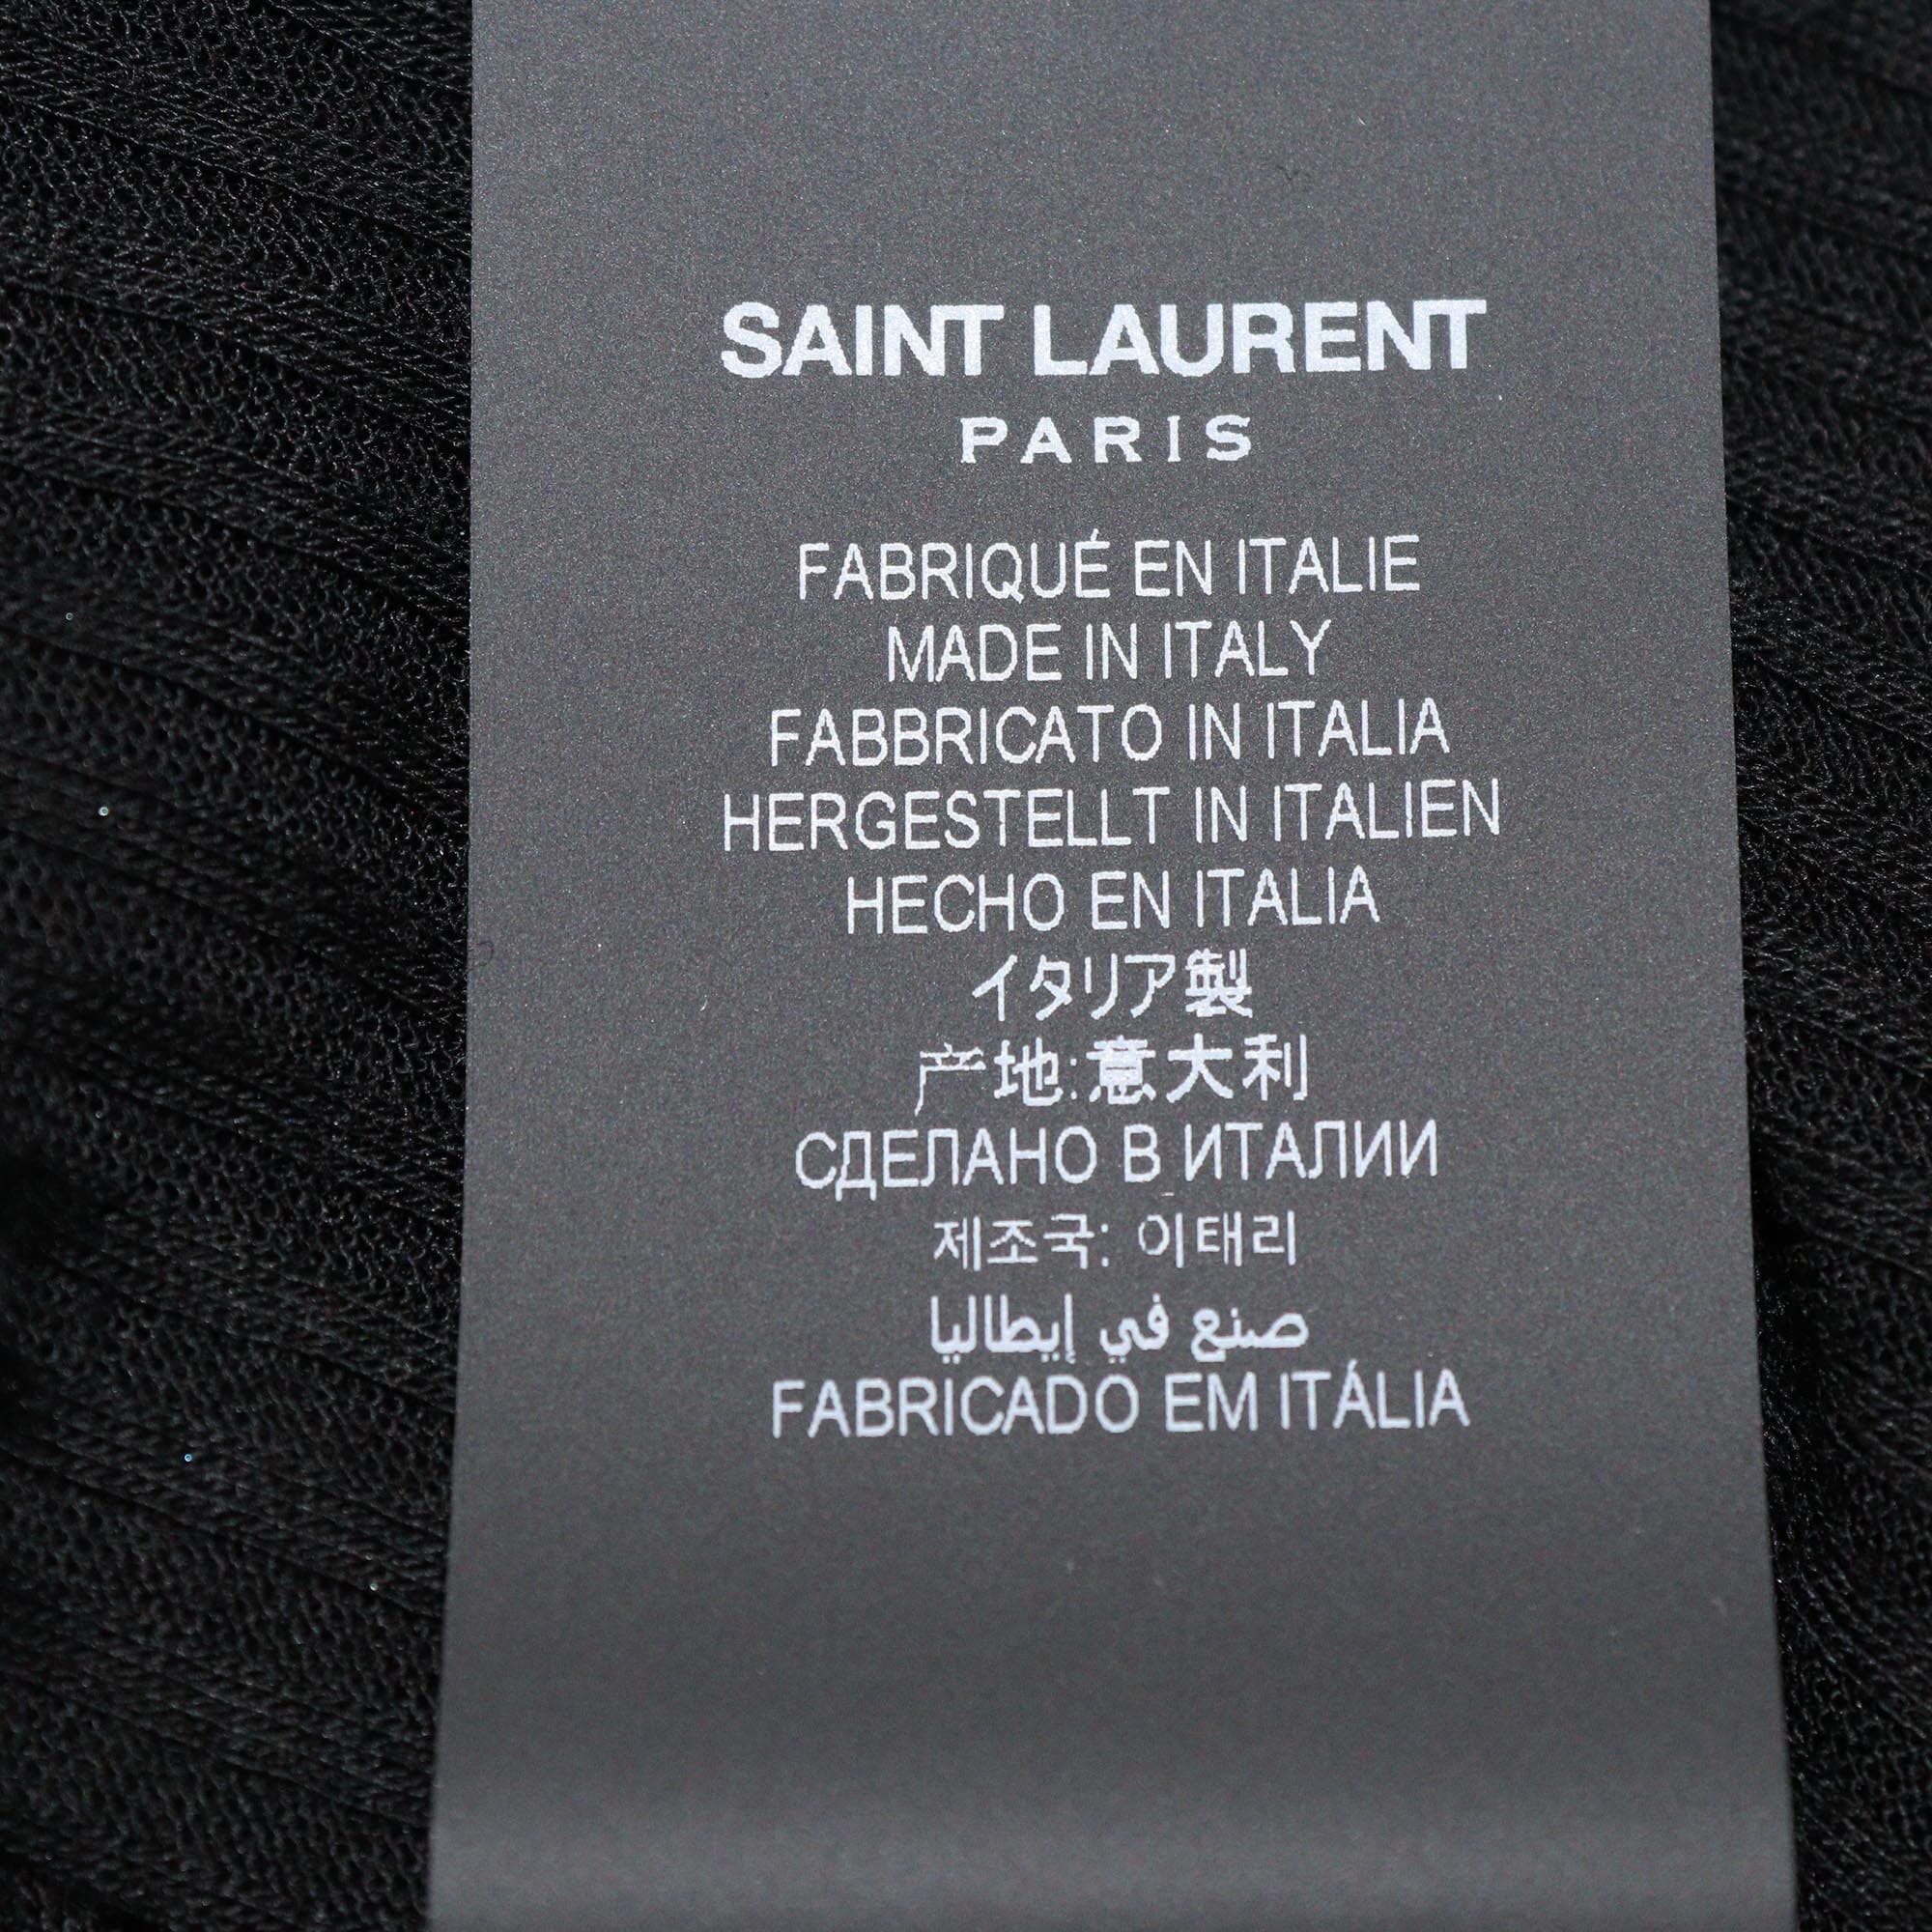 SAINT LAURENT
PARIS
FABRIQUÉ EN ITALIE
MADE IN ITALY
FABBRICATO IN ITALIA
HERGESTELLT IN ITALIEN
HECHO EN ITALIA
イタリア製
产地:意大利
СДЕЛАНО В ИТАЛИИ
제조국: 이태리
صنع في إيطاليا
FABRICADO EM ITÁLIA